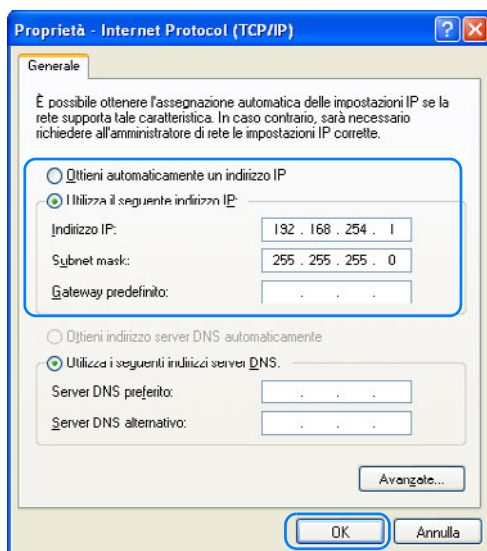 Proprietà - Internet Protocol (TCP/IP)
Generale
È possibile ottenere l'assegnazione automatica delle impostazioni IP se la
rete supporta tale caratteristica. In caso contrario, sarà necessario
richiedere all'amministratore di rete le impostazioni IP corrette.
Ottieni automaticamente un indirizzo IP
Utilizza il seguente indirizzo IP:
Indirizzo IP: 192 . 168 . 254 . 1
Subnet mask: 255 . 255 . 255 . 0
Gateway predefinito: . . .
Ottieni indirizzo server DNS automaticamente
Utilizza i seguenti indirizzi server DNS:
Server DNS preferito: . . .
Server DNS alternativo: . . .
Avanzate...
OK Annulla